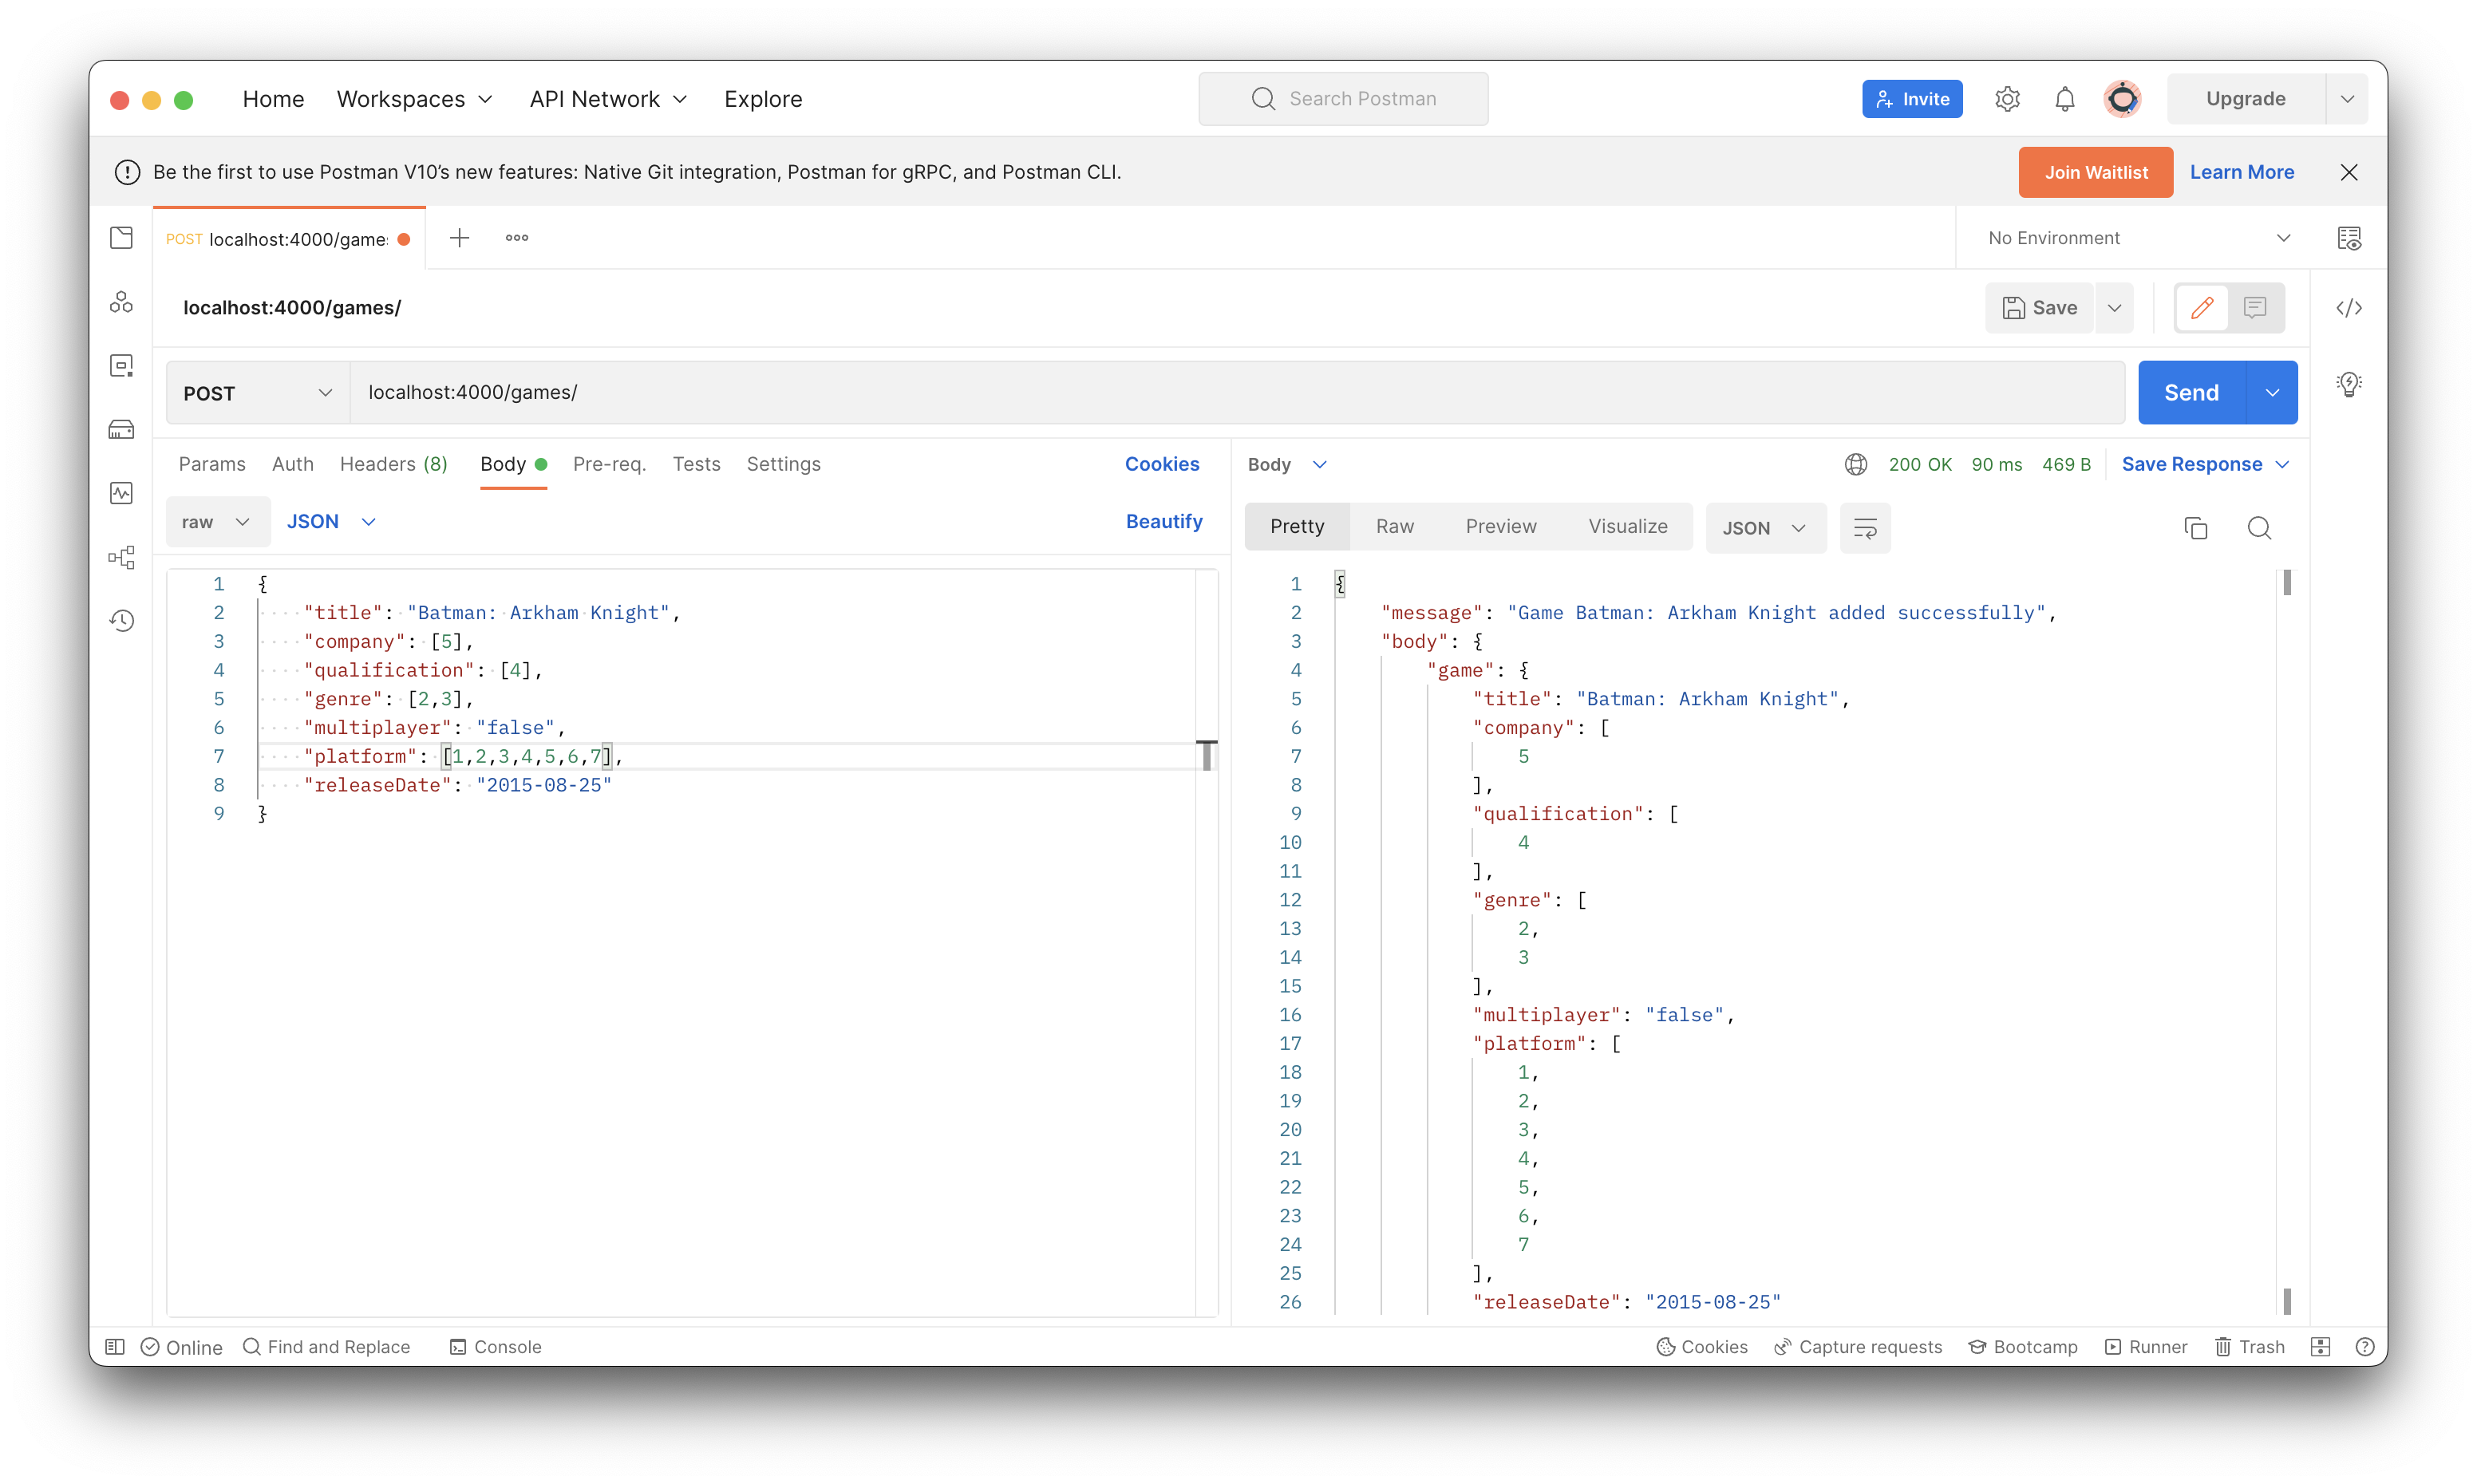 Home Workspaces API Network Explore Search Postman Invite Upgrade
Be the first to use Postman V10’s new features: Native Git integration, Postman for gRPC, and Postman CLI. Join Waitlist Learn More
POST localhost:4000/game No Environment
localhost:4000/games/ Save
POST localhost:4000/games/ Send
Params Auth Headers (8) Body Pre-req. Tests Settings Cookies
raw JSON Beautify
1 {
2 "title": "Batman: Arkham Knight",
3 "company": [5],
4 "qualification": [4],
5 "genre": [2,3],
6 "multiplayer": "false",
7 "platform": [1,2,3,4,5,6,7],
8 "releaseDate": "2015-08-25"
9 }
Body 200 OK 90 ms 469 B Save Response
Pretty Raw Preview Visualize JSON
1 {
2 "message": "Game Batman: Arkham Knight added successfully",
3 "body": {
4 "game": {
5 "title": "Batman: Arkham Knight",
6 "company": [
7 5
8 ],
9 "qualification": [
10 4
11 ],
12 "genre": [
13 2,
14 3
15 ],
16 "multiplayer": "false",
17 "platform": [
18 1,
19 2,
20 3,
21 4,
22 5,
23 6,
24 7
25 ],
26 "releaseDate": "2015-08-25"
Online Find and Replace Console Cookies Capture requests Bootcamp Runner Trash